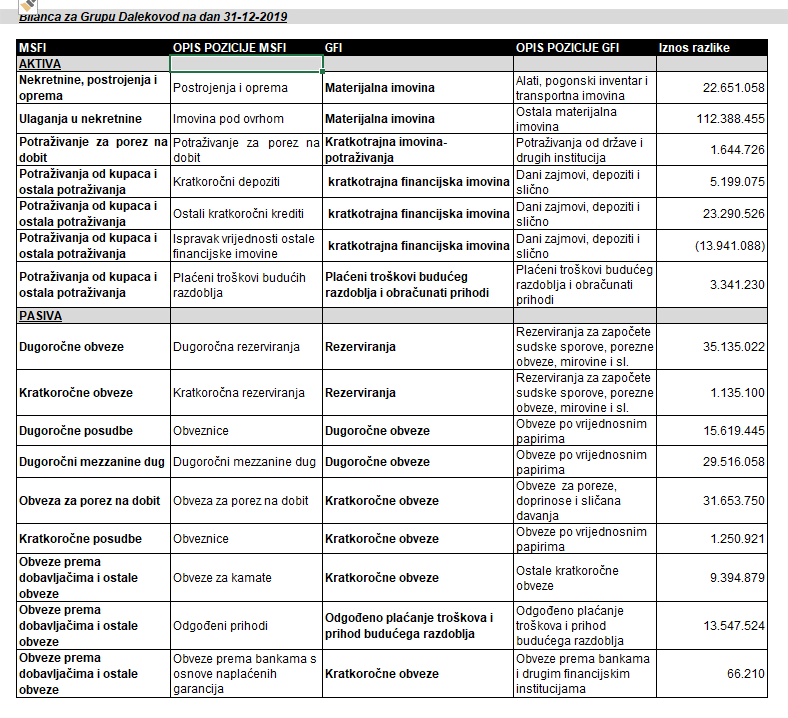 Bilanca za Grupu Dalekovod na dan 31-12-2019
MSFI OPIS POZICIJE MSFI GFI OPIS POZICIJE GFI Iznos razlike
AKTIVA
Nekretnine, postrojenja i
oprema
Postrojenja i oprema
Materijalna imovina
Alati, pogonski inventar i
transportna imovina
22.651.058
Ulaganja u nekretnine
Imovina pod ovrhom
Materijalna imovina
Ostala materijalna
imovina
112.388.455
Potraživanje za porez na
dobit
Potraživanje za porez na
dobit
Kratkotrajna imovina-
potraživanja
Potraživanja od države i
drugih institucija
1.644.726
Potraživanja od kupaca i
ostala potraživanja
Kratkoročni depoziti
kratkotrajna financijska imovina
Dani zajmovi, depoziti i
slično
5.199.075
Potraživanja od kupaca i
ostala potraživanja
Ostali kratkoročni krediti
kratkotrajna financijska imovina
Dani zajmovi, depoziti i
slično
23.290.526
Potraživanja od kupaca i
ostala potraživanja
Ispravak vrijednosti ostale
financijske imovine
kratkotrajna financijska imovina
Dani zajmovi, depoziti i
slično
(13.941.088)
Potraživanja od kupaca i
ostala potraživanja
Plaćeni troškovi budućih
razdoblja
Plaćeni troškovi budućeg
razdoblja i obračunati prihodi
Plaćeni troškovi budućeg
razdoblja i obračunati
prihodi
3.341.230
PASIVA
Dugoročne obveze
Dugoročna rezerviranja
Rezerviranja
Rezerviranja za započete
sudske sporove, porezne
obveze, mirovine i sl.
35.135.022
Kratkoročne obveze
Kratkoročna rezerviranja
Rezerviranja
Rezerviranja za započete
sudske sporove, porezne
obveze, mirovine i sl.
1.135.100
Dugoročne posudbe
Obveznice
Dugoročne obveze
Obveze po vrijednosnim
papirima
15.619.445
Dugoročni mezzanine dug
Dugoročni mezzanine dug
Dugoročne obveze
Obveze po vrijednosnim
papirima
29.516.058
Obveza za porez na dobit
Obveza za porez na dobit
Kratkoročne obveze
Obveze za poreze,
doprinose i sličana
davanja
31.653.750
Kratkoročne posudbe
Obveznice
Kratkoročne obveze
Obveze po vrijednosnim
papirima
1.250.921
Obveze prema
dobavljačima i ostale
obveze
Obveze za kamate
Kratkoročne obveze
Ostale kratkoročne
obveze
9.394.879
Obveze prema
dobavljačima i ostale
obveze
Odgođeni prihodi
Odgođeno plaćanje troškova i
prihod budućega razdoblja
Odgođeno plaćanje
troškova i prihod
budućega razdoblja
13.547.524
Obveze prema
dobavljačima i ostale
obveze
Obveze prema bankama s
osnove naplaćenih
garancija
Kratkoročne obveze
Obveze prema bankama
i drugim financijskim
institucijama
66.210